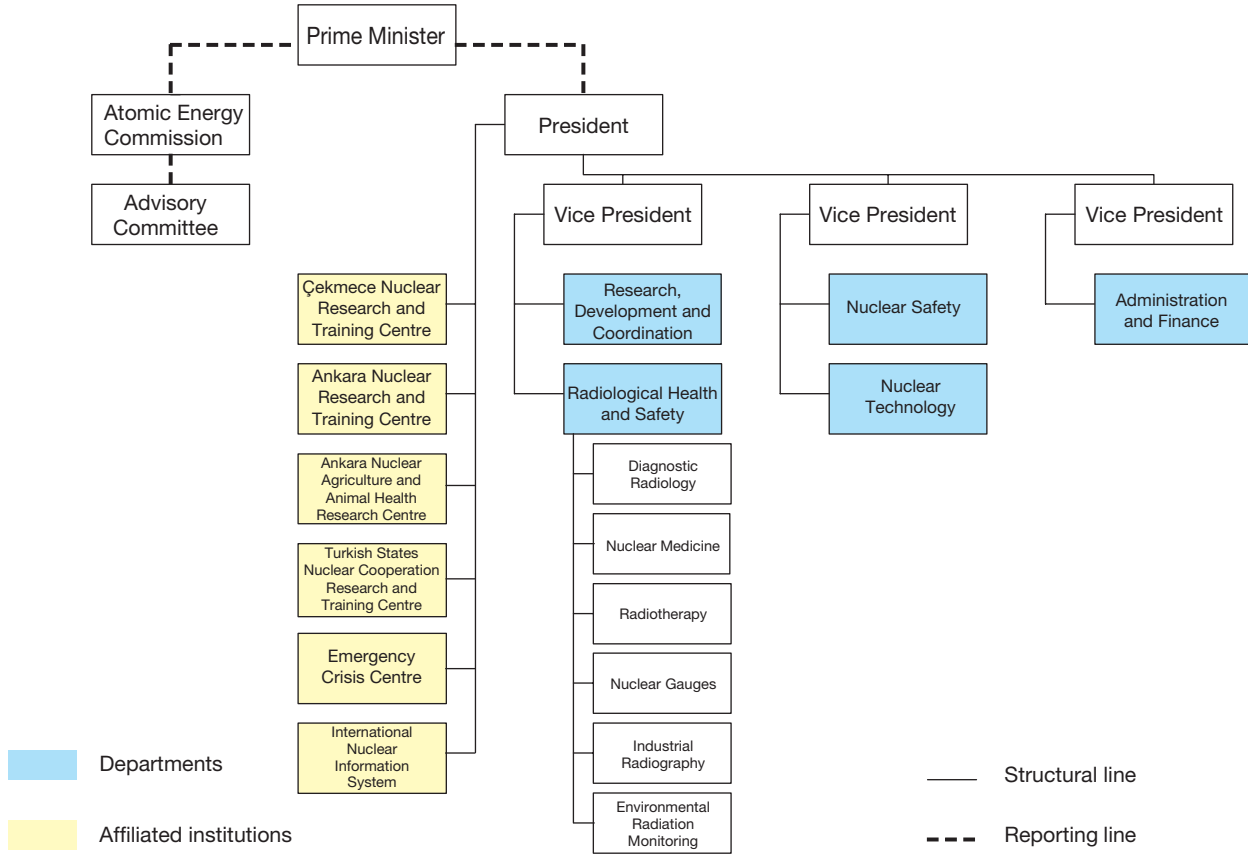 Prime Minister
Atomic Energy
Commission
Advisory
Committee
President
Vice President
Vice President
Vice President
Çekmece Nuclear
Research and
Training Centre
Ankara Nuclear
Research and
Training Centre
Ankara Nuclear
Agriculture and
Animal Health
Research Centre
Turkish States
Nuclear Cooperation
Research and
Training Centre
Emergency
Crisis Centre
International
Nuclear
Information
System
Research,
Development and
Coordination
Radiological Health
and Safety
Diagnostic
Radiology
Nuclear Medicine
Radiotherapy
Nuclear Gauges
Industrial
Radiography
Environmental
Radiation
Monitoring
Nuclear Safety
Nuclear
Technology
Administration
and Finance
Departments
Affiliated institutions
Structural line
Reporting line